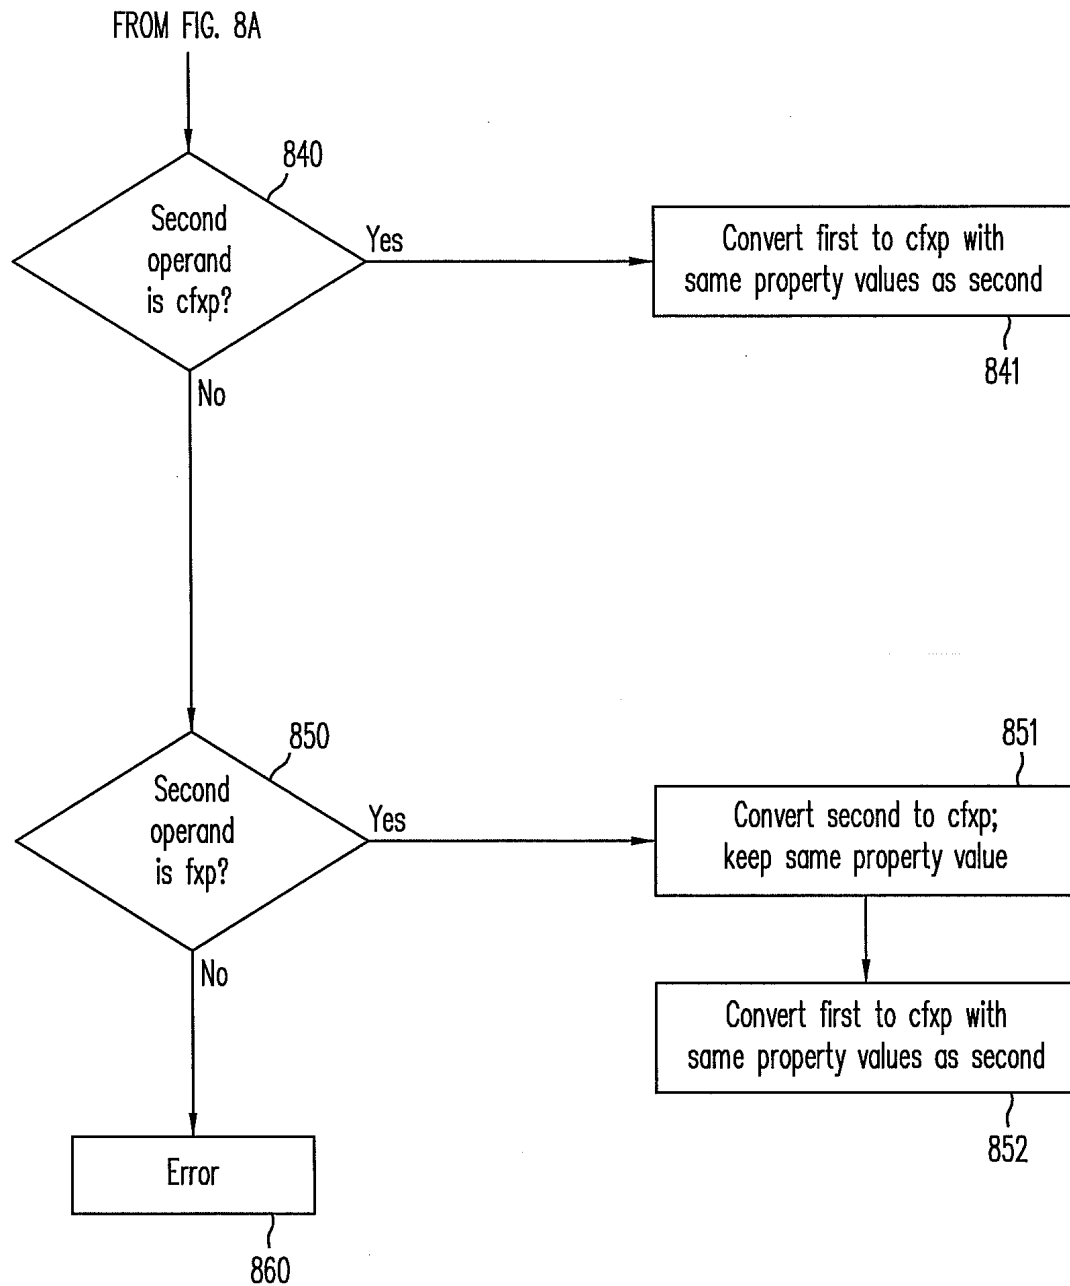 FROM FIG. 8A
840
Second
operand
is cfxp?
Yes
Convert first to cfxp with
same property values as second
841
No
850
Second
operand
is fxp?
Yes
851
Convert second to cfxp;
keep same property value
No
Convert first to cfxp with
same property values as second
852
Error
860